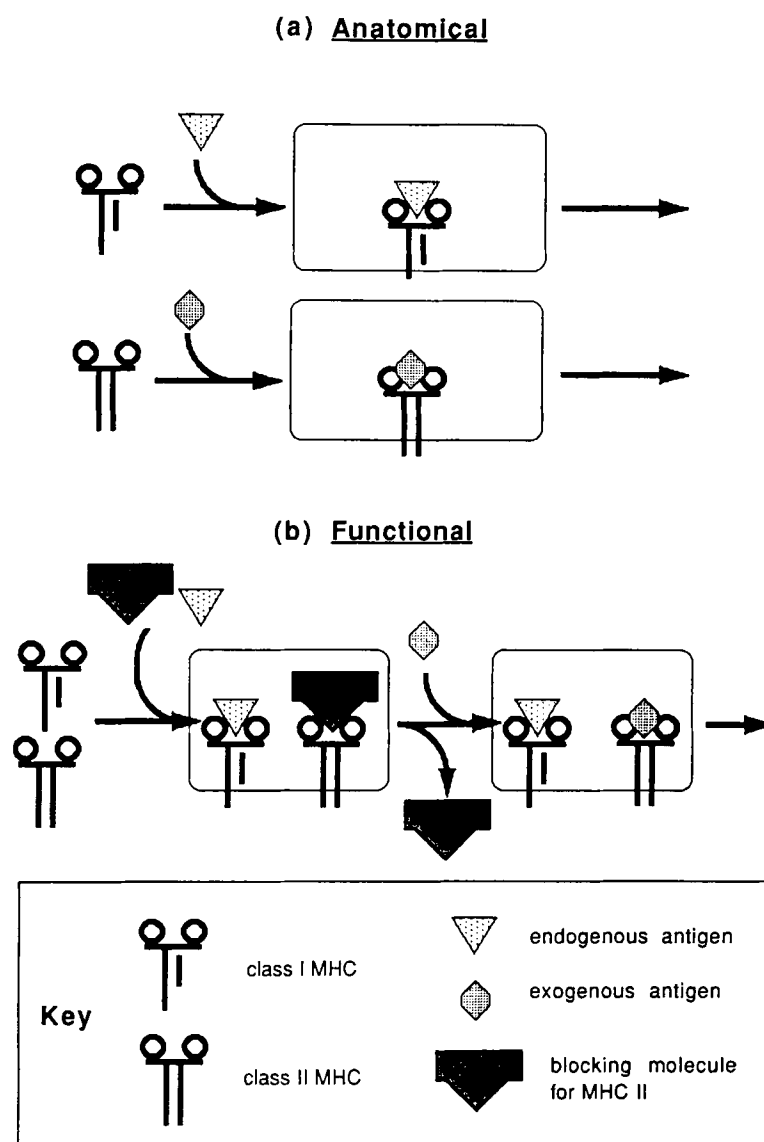 (a) Anatomical
(b) Functional
Key
class I MHC
class II MHC
endogenous antigen
exogenous antigen
blocking molecule
for MHC II